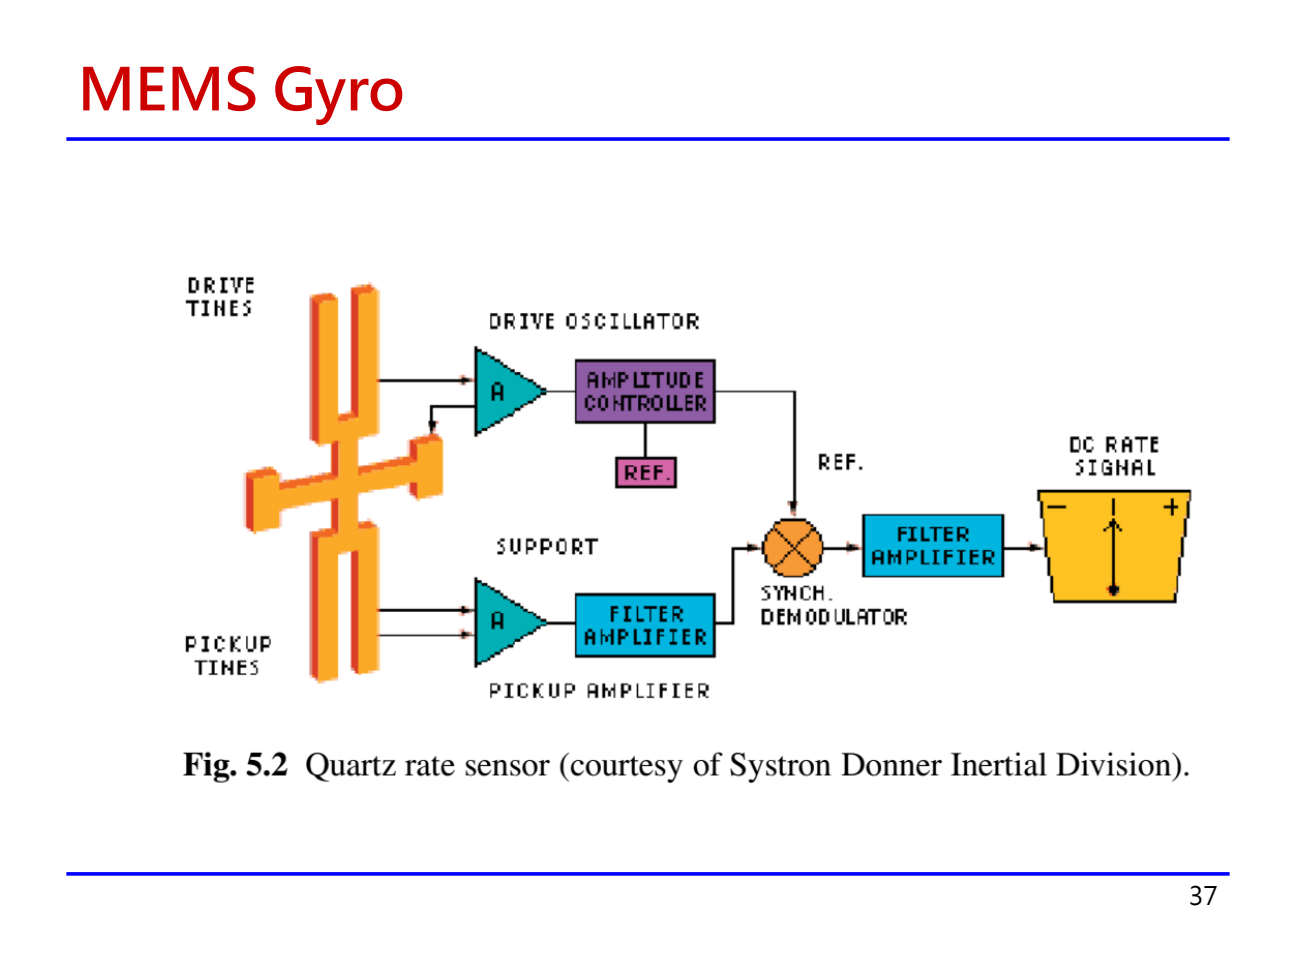 MEMS Gyro
DRIVE
TINES
DRIVE OSCILLATOR
A
AMPLITUDE
CONTROLLER
REF.
REF.
DC RATE
SIGNAL
− +
SUPPORT
FILTER
AMPLIFIER
A
FILTER
AMPLIFIER
SYNCH.
DEMODULATOR
PICKUP
TINES
PICKUP AMPLIFIER
Fig. 5.2 Quartz rate sensor (courtesy of Systron Donner Inertial Division).
37